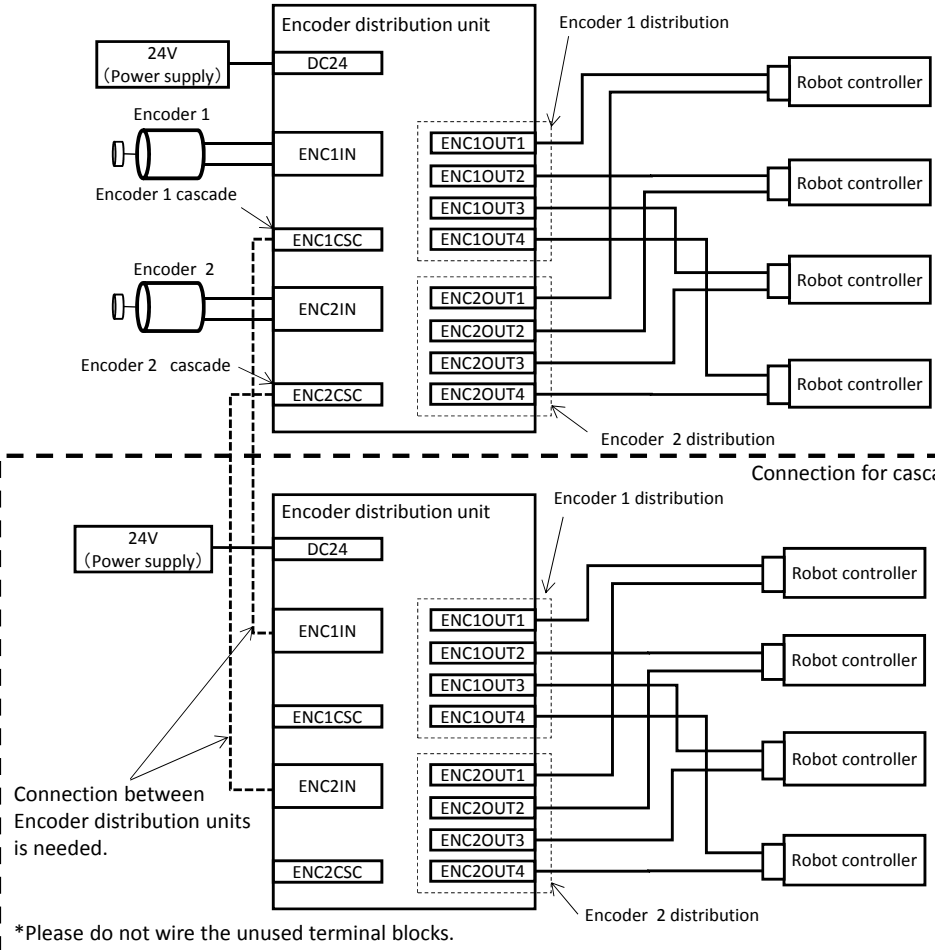 Encoder distribution unit
Encoder 1 distribution
24V
（Power supply）
DC24
Robot controller
Encoder 1
ENC1IN
ENC1OUT1
ENC1OUT2
ENC1OUT3
ENC1OUT4
Robot controller
Encoder 1 cascade
ENC1CSC
Encoder 2
ENC2IN
ENC2OUT1
ENC2OUT2
ENC2OUT3
ENC2OUT4
Robot controller
Encoder 2 cascade
ENC2CSC
Robot controller
Encoder 2 distribution
Connection for casca
Encoder distribution unit
Encoder 1 distribution
24V
（Power supply）
DC24
Robot controller
ENC1IN
ENC1OUT1
ENC1OUT2
ENC1OUT3
ENC1OUT4
Robot controller
ENC1CSC
ENC2IN
ENC2OUT1
ENC2OUT2
ENC2OUT3
ENC2OUT4
Robot controller
Connection between
Encoder distribution units
is needed.
ENC2CSC
Robot controller
Encoder 2 distribution
*Please do not wire the unused terminal blocks.